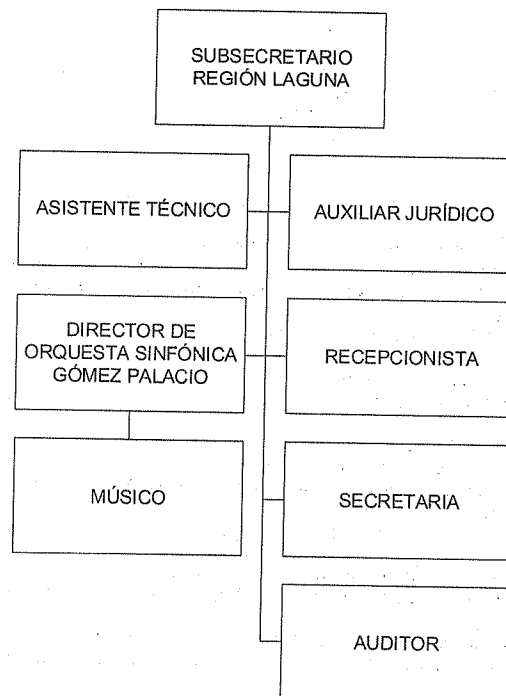 SUBSECRETARIO
REGIÓN LAGUNA
ASISTENTE TÉCNICO
AUXILIAR JURÍDICO
DIRECTOR DE
ORQUESTA SINFÓNICA
GÓMEZ PALACIO
RECEPCIONISTA
MÚSICO
SECRETARIA
AUDITOR